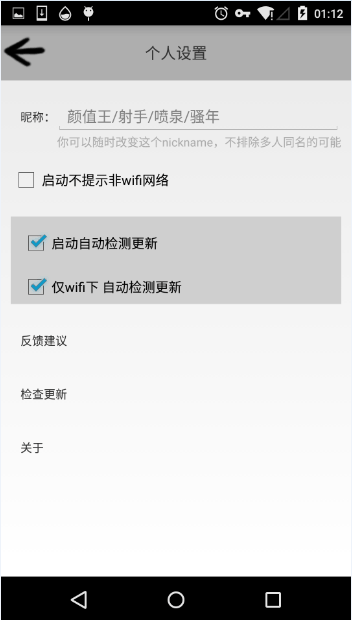 01:12
个人设置
昵称： 颜值王/射手/喷泉/骚年
你可以随时改变这个nickname，不排除多人同名的可能
启动不提示非wifi网络
启动自动检测更新
仅wifi下 自动检测更新
反馈建议
检查更新
关于